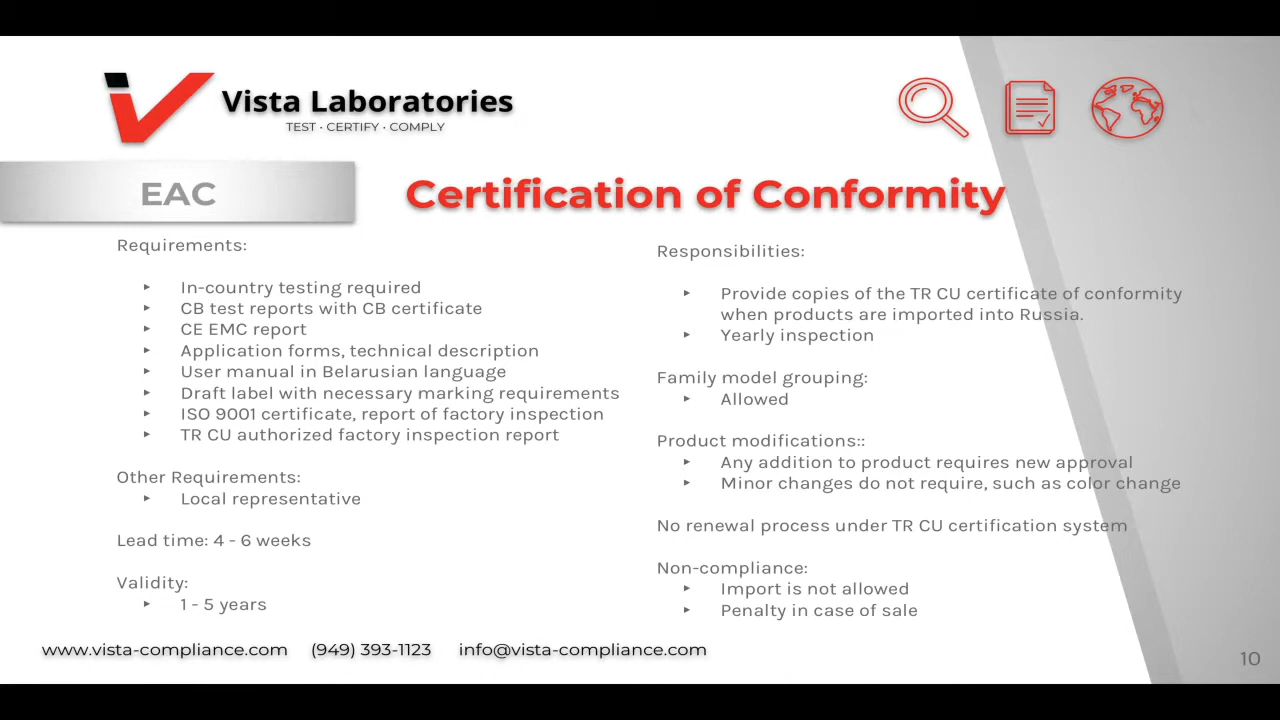 Vista Laboratories
TEST · CERTIFY · COMPLY
EAC
Certification of Conformity
Requirements:
‣ In-country testing required
‣ CB test reports with CB certificate
‣ CE EMC report
‣ Application forms, technical description
‣ User manual in Belarusian language
‣ Draft label with necessary marking requirements
‣ ISO 9001 certificate, report of factory inspection
‣ TR CU authorized factory inspection report
Other Requirements:
‣ Local representative
Lead time: 4 - 6 weeks
Validity:
‣ 1 - 5 years
Responsibilities:
‣ Provide copies of the TR CU certificate of conformity
when products are imported into Russia.
‣ Yearly inspection
Family model grouping:
‣ Allowed
Product modifications::
‣ Any addition to product requires new approval
‣ Minor changes do not require, such as color change
No renewal process under TR CU certification system
Non-compliance:
‣ Import is not allowed
‣ Penalty in case of sale
www.vista-compliance.com (949) 393-1123 info@vista-compliance.com
10